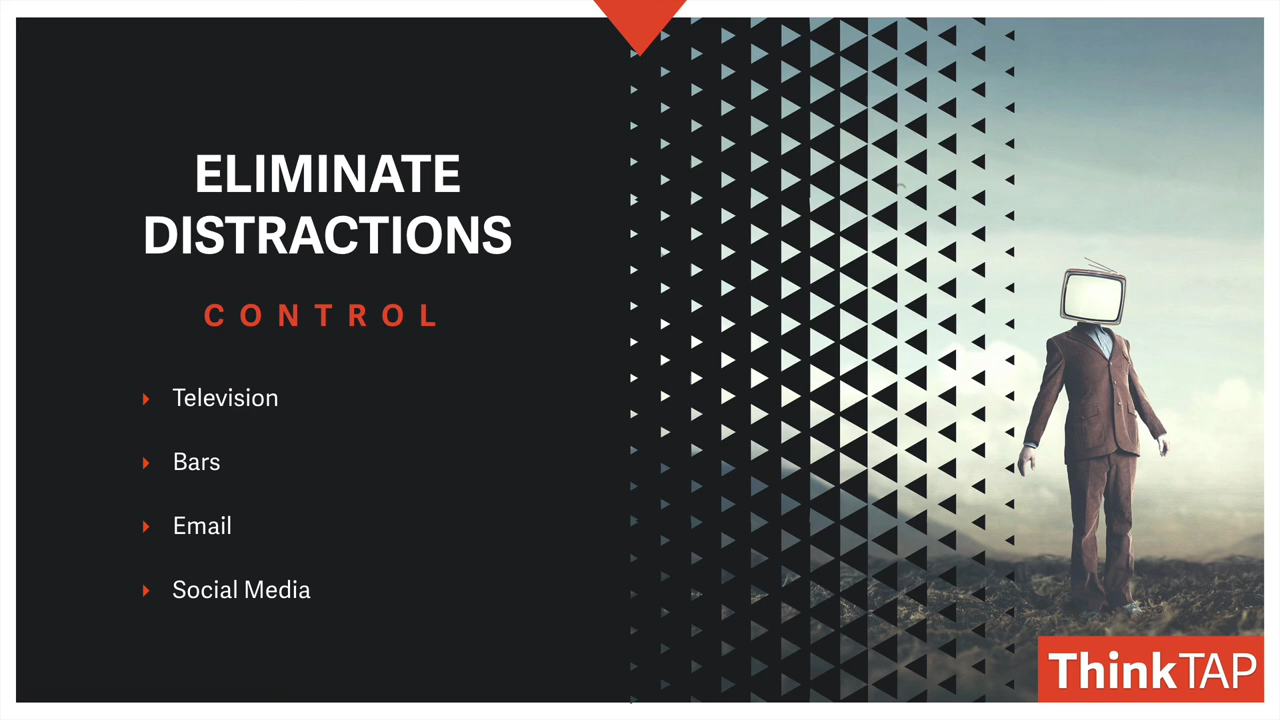 ELIMINATE
DISTRACTIONS
CONTROL
Television
Bars
Email
Social Media
ThinkTAP